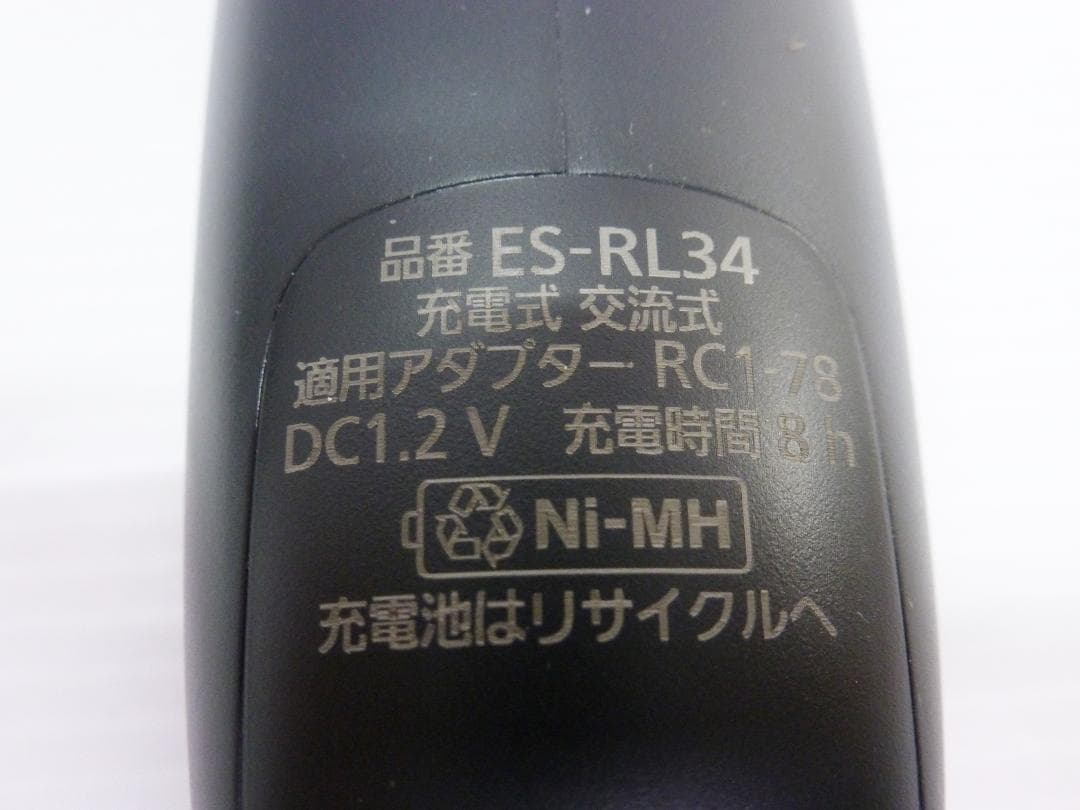 品番 ES-RL34
充電式 交流式
適用アダプター RC1-78
DC1.2 V 充電時間 8 h
Ni-MH
充電池はリサイクルへ